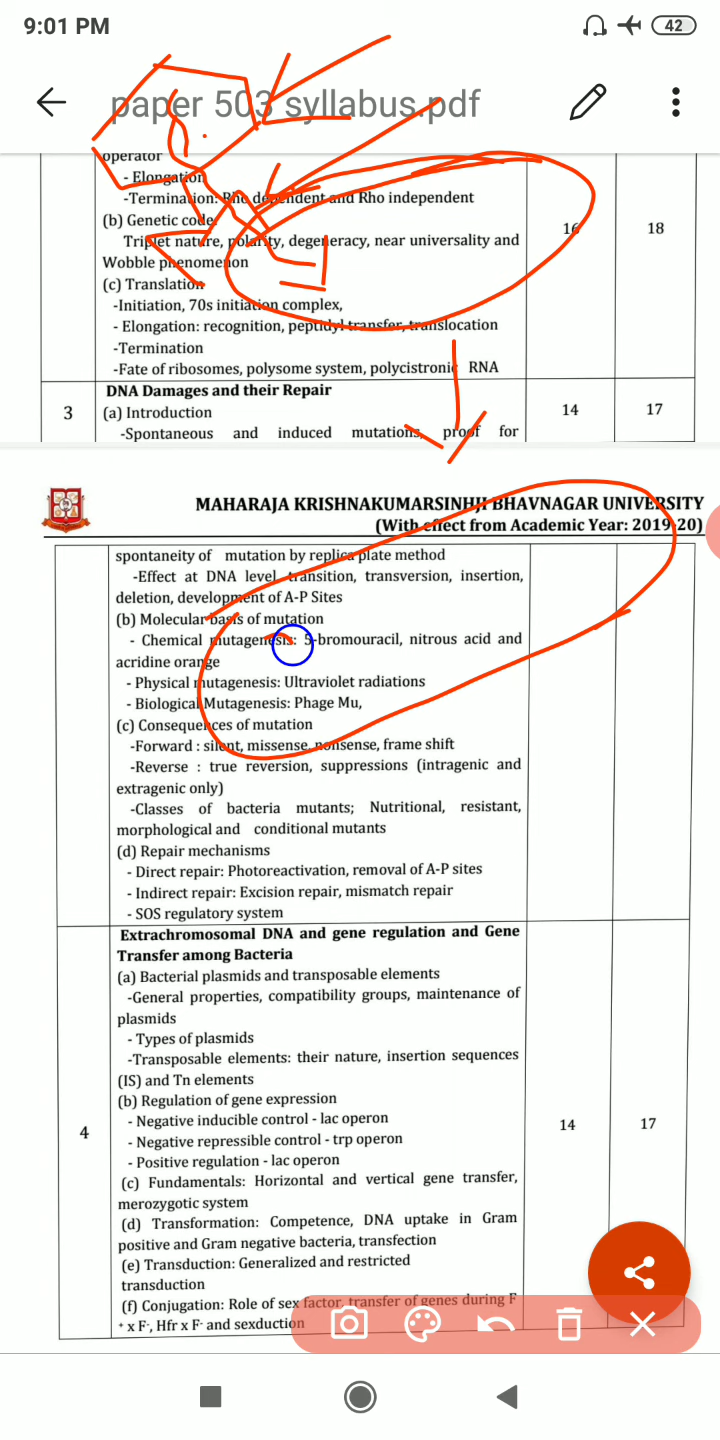 9:01 PM
42
paper 503 syllabus.pdf
operator
- Elongation
-Termination: Rho dependent and Rho independent
(b) Genetic code:
Triplet nature, polarity, degeneracy, near universality and
Wobble phenomenon
16
18
(c) Translation
-Initiation, 70s initiation complex,
- Elongation: recognition, peptidyl transfer, translocation
-Termination
-Fate of ribosomes, polysome system, polycistronic RNA
3
DNA Damages and their Repair
14
17
(a) Introduction
-Spontaneous and induced mutations, proof for
MAHARAJA KRISHNAKUMARSINHJI BHAVNAGAR UNIVERSITY
(With effect from Academic Year: 2019-20)
spontaneity of mutation by replica plate method
-Effect at DNA level, transition, transversion, insertion,
deletion, development of A-P Sites
(b) Molecular basis of mutation
- Chemical mutagenesis: 5-bromouracil, nitrous acid and
acridine orange
- Physical mutagenesis: Ultraviolet radiations
- Biological Mutagenesis: Phage Mu,
(c) Consequences of mutation
-Forward : silent, missense, nonsense, frame shift
-Reverse : true reversion, suppressions (intragenic and
extragenic only)
-Classes of bacteria mutants; Nutritional, resistant,
morphological and conditional mutants
(d) Repair mechanisms
- Direct repair: Photoreactivation, removal of A-P sites
- Indirect repair: Excision repair, mismatch repair
- SOS regulatory system
4
Extrachromosomal DNA and gene regulation and Gene
Transfer among Bacteria
14
17
(a) Bacterial plasmids and transposable elements
-General properties, compatibility groups, maintenance of
plasmids
- Types of plasmids
-Transposable elements: their nature, insertion sequences
(IS) and Tn elements
(b) Regulation of gene expression
- Negative inducible control - lac operon
- Negative repressible control - trp operon
- Positive regulation - lac operon
(c) Fundamentals: Horizontal and vertical gene transfer,
merozygotic system
(d) Transformation: Competence, DNA uptake in Gram
positive and Gram negative bacteria, transfection
(e) Transduction: Generalized and restricted
transduction
(f) Conjugation: Role of sex factor, transfer of genes during F
⁺ x F⁻, Hfr x F⁻ and sexduction